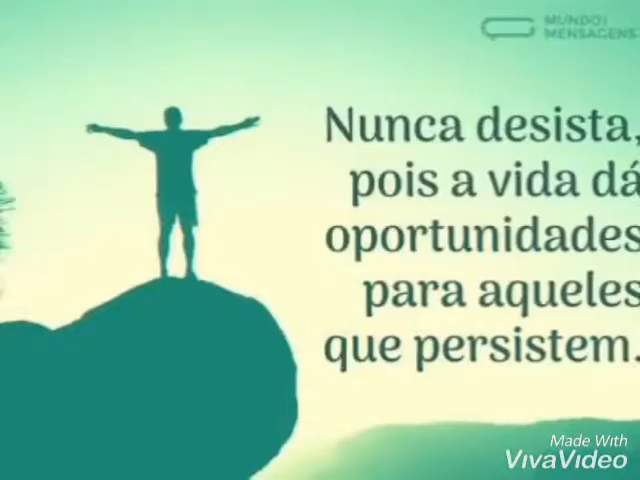 MUNDO
MENSAGENS
Nunca desista,
pois a vida dá
oportunidades
para aqueles
que persistem.
Made With
VivaVideo